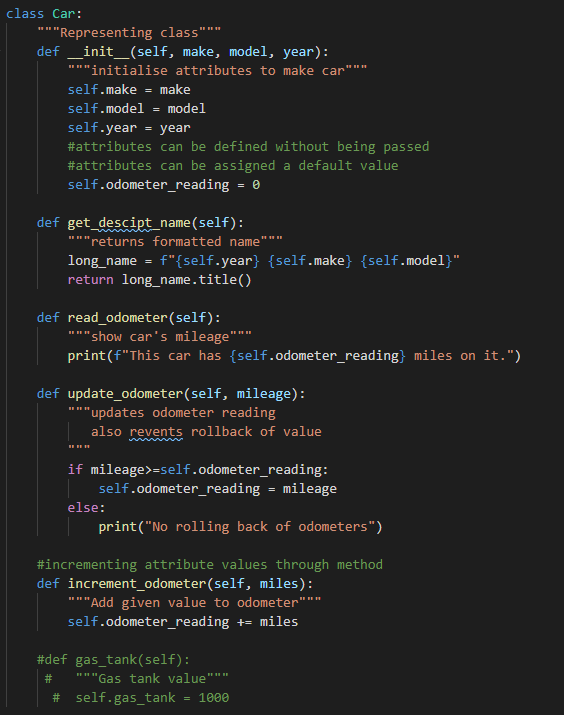 class Car:
    """Representing class"""
    def __init__(self, make, model, year):
        """initialise attributes to make car"""
        self.make = make
        self.model = model
        self.year = year
        #attributes can be defined without being passed
        #attributes can be assigned a default value
        self.odometer_reading = 0

    def get_descipt_name(self):
        """returns formatted name"""
        long_name = f"{self.year} {self.make} {self.model}"
        return long_name.title()

    def read_odometer(self):
        """show car's mileage"""
        print(f"This car has {self.odometer_reading} miles on it.")

    def update_odometer(self, mileage):
        """updates odometer reading
           also revents rollback of value
        """
        if mileage>=self.odometer_reading:
            self.odometer_reading = mileage
        else:
            print("No rolling back of odometers")

    #incrementing attribute values through method
    def increment_odometer(self, miles):
        """Add given value to odometer"""
        self.odometer_reading += miles

    #def gas_tank(self):
     #   """Gas tank value"""
      #  self.gas_tank = 1000